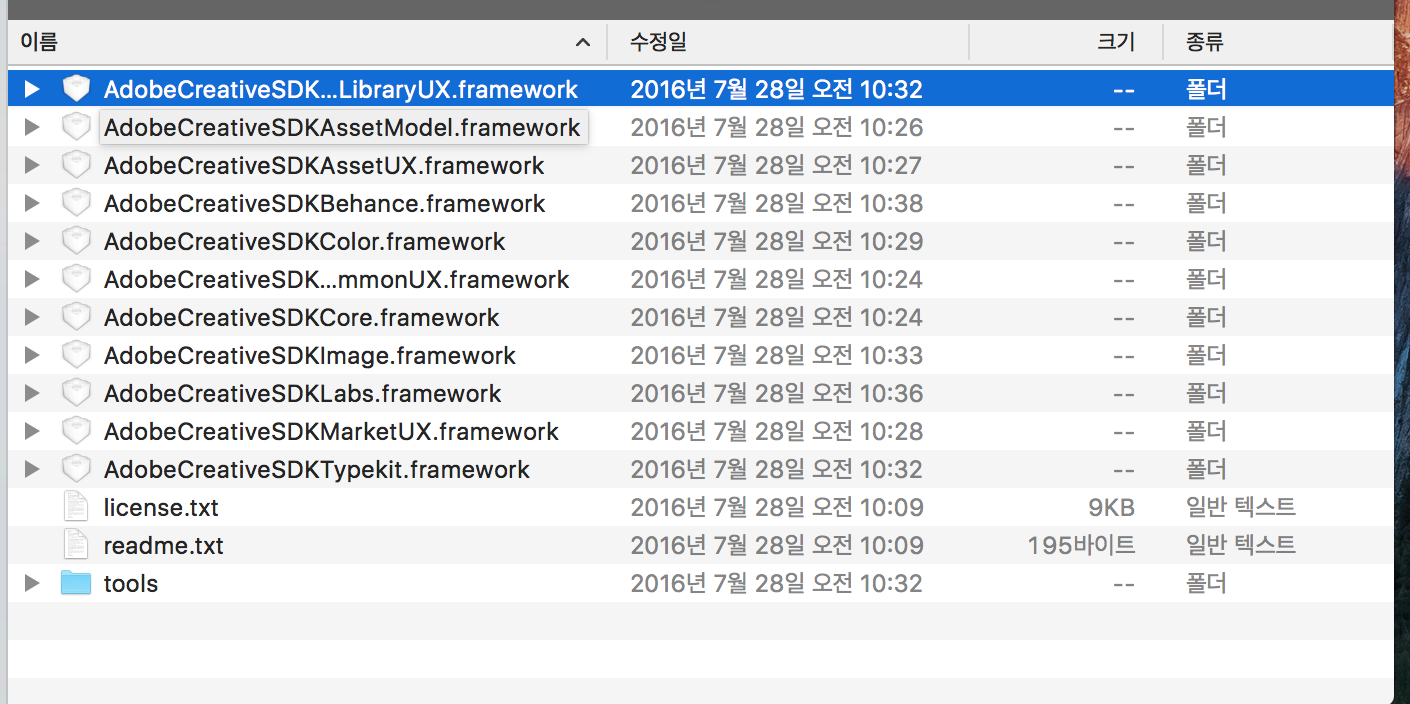 이름 수정일 크기 종류
AdobeCreativeSDK...LibraryUX.framework 2016년 7월 28일 오전 10:32 -- 폴더
AdobeCreativeSDKAssetModel.framework 2016년 7월 28일 오전 10:26 -- 폴더
AdobeCreativeSDKAssetUX.framework 2016년 7월 28일 오전 10:27 -- 폴더
AdobeCreativeSDKBehance.framework 2016년 7월 28일 오전 10:38 -- 폴더
AdobeCreativeSDKColor.framework 2016년 7월 28일 오전 10:29 -- 폴더
AdobeCreativeSDK...mmonUX.framework 2016년 7월 28일 오전 10:24 -- 폴더
AdobeCreativeSDKCore.framework 2016년 7월 28일 오전 10:24 -- 폴더
AdobeCreativeSDKImage.framework 2016년 7월 28일 오전 10:33 -- 폴더
AdobeCreativeSDKLabs.framework 2016년 7월 28일 오전 10:36 -- 폴더
AdobeCreativeSDKMarketUX.framework 2016년 7월 28일 오전 10:28 -- 폴더
AdobeCreativeSDKTypekit.framework 2016년 7월 28일 오전 10:32 -- 폴더
license.txt 2016년 7월 28일 오전 10:09 9KB 일반 텍스트
readme.txt 2016년 7월 28일 오전 10:09 195바이트 일반 텍스트
tools 2016년 7월 28일 오전 10:32 -- 폴더